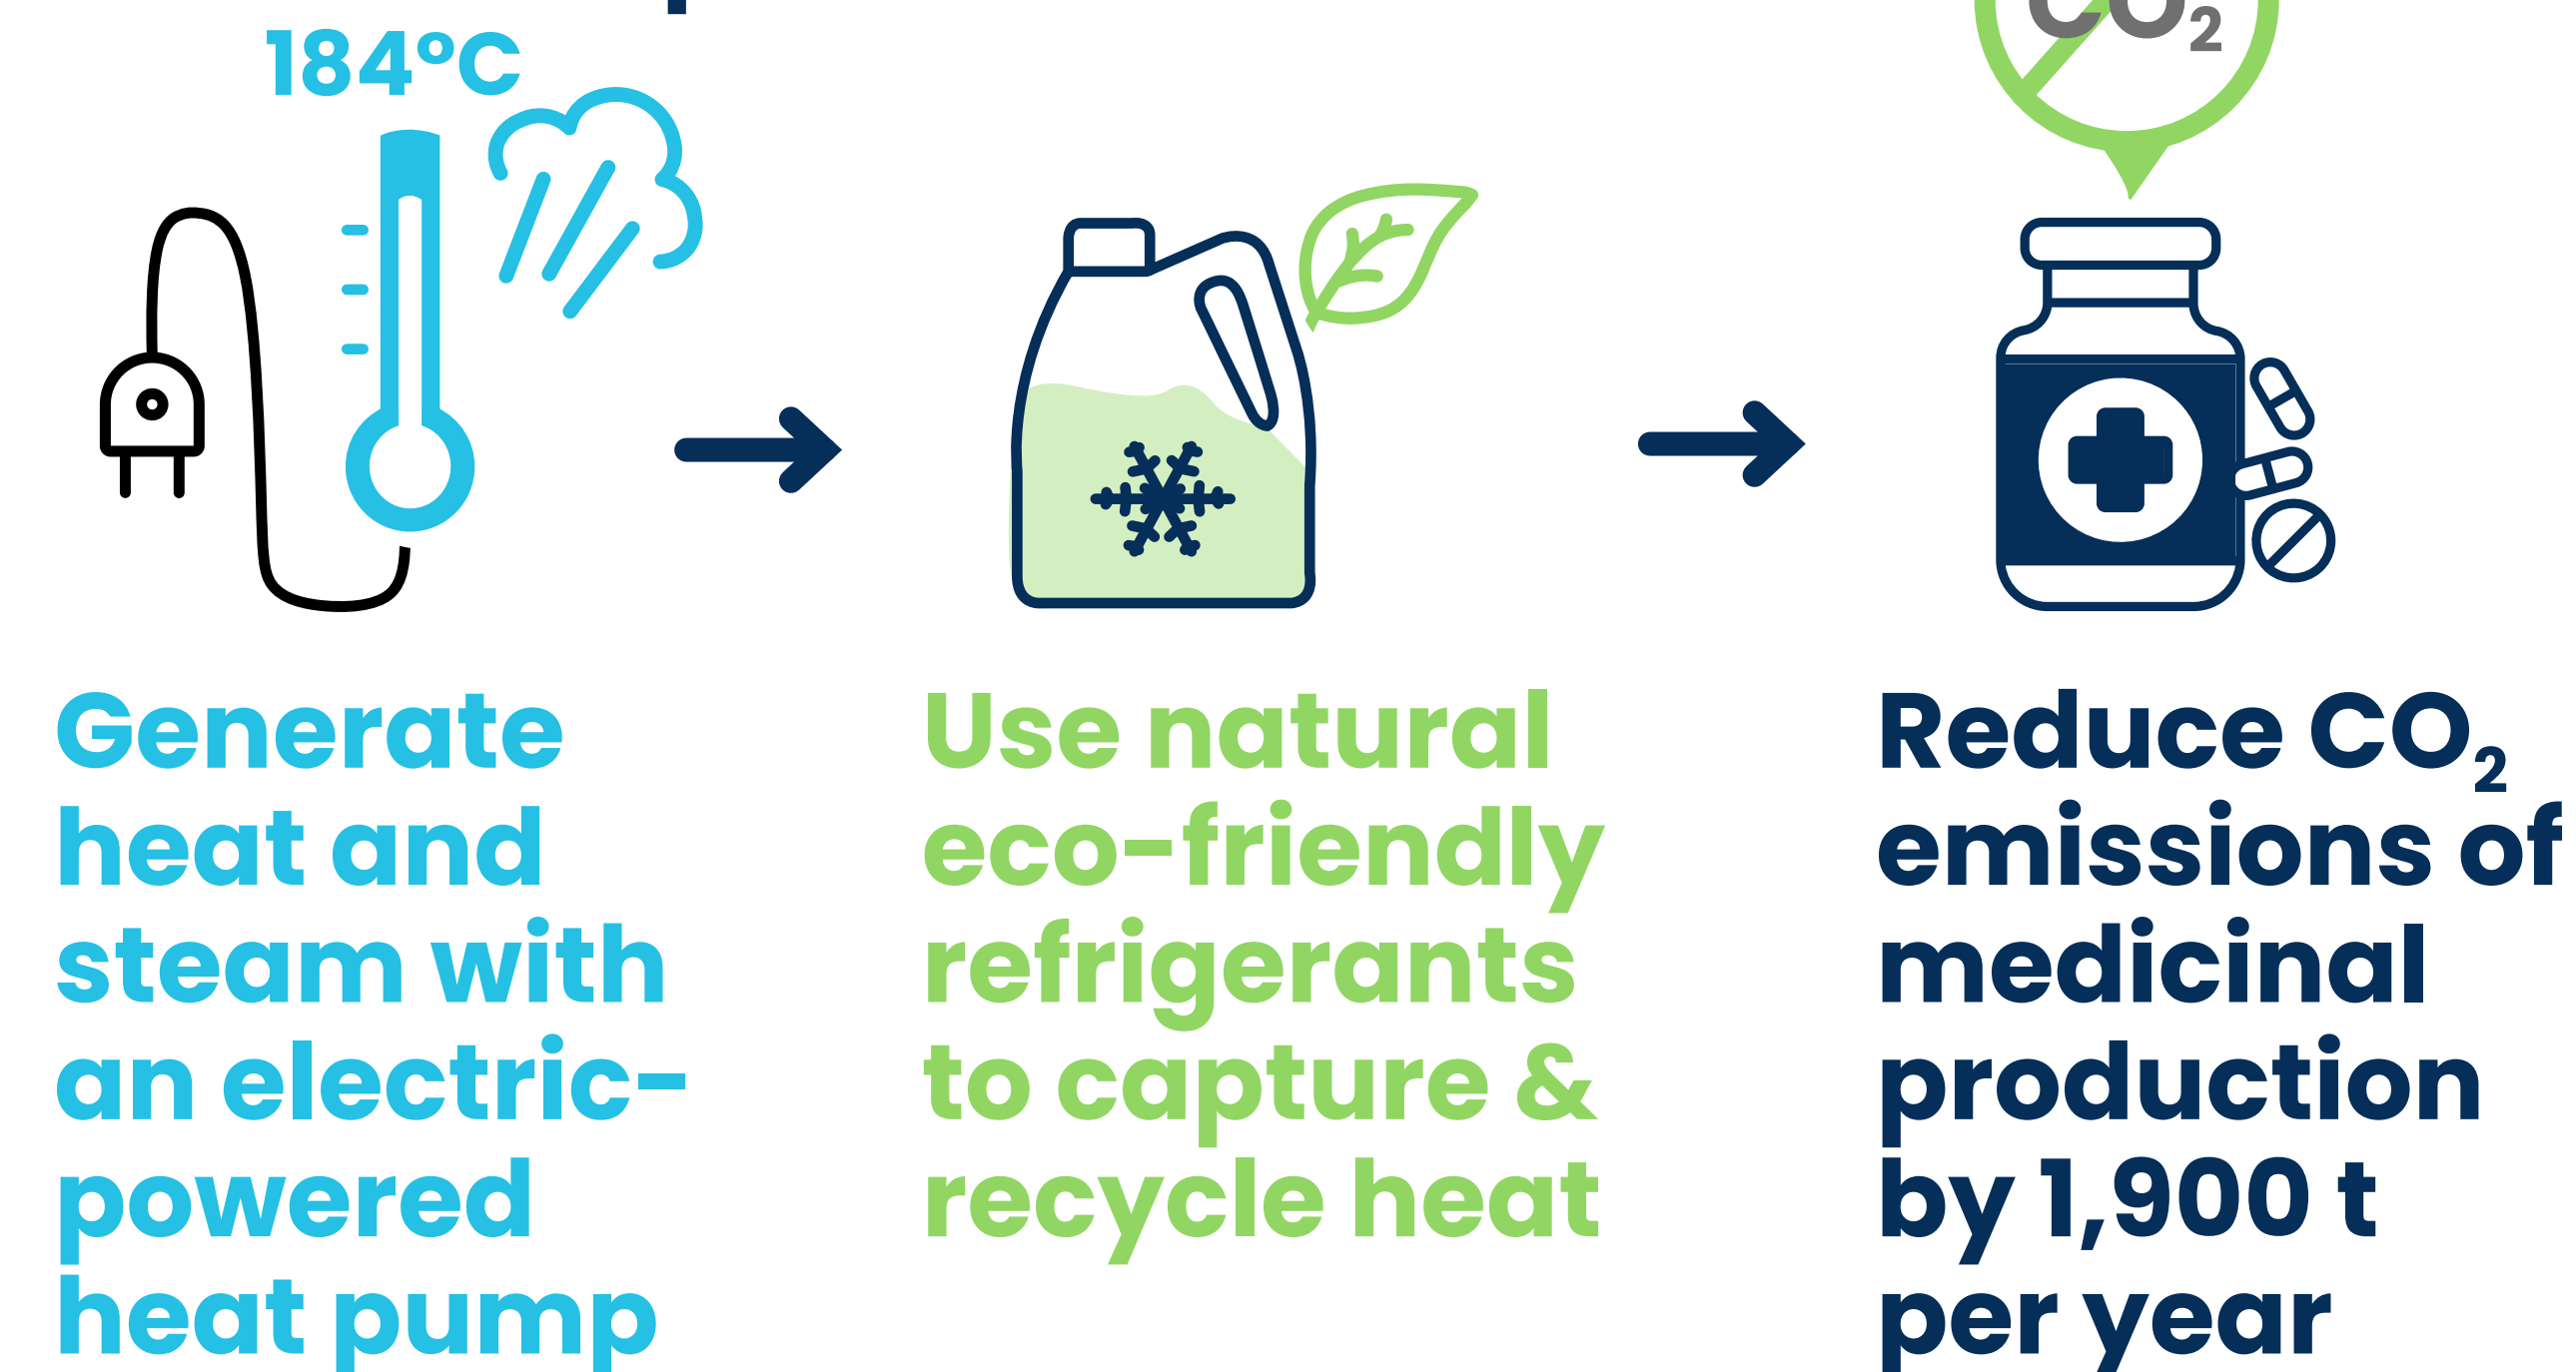 184°C
CO₂
Generate
heat and
steam with
an electric-
powered
heat pump
Use natural
eco-friendly
refrigerants
to capture &
recycle heat
Reduce CO₂
emissions of
medicinal
production
by 1,900 t
per year